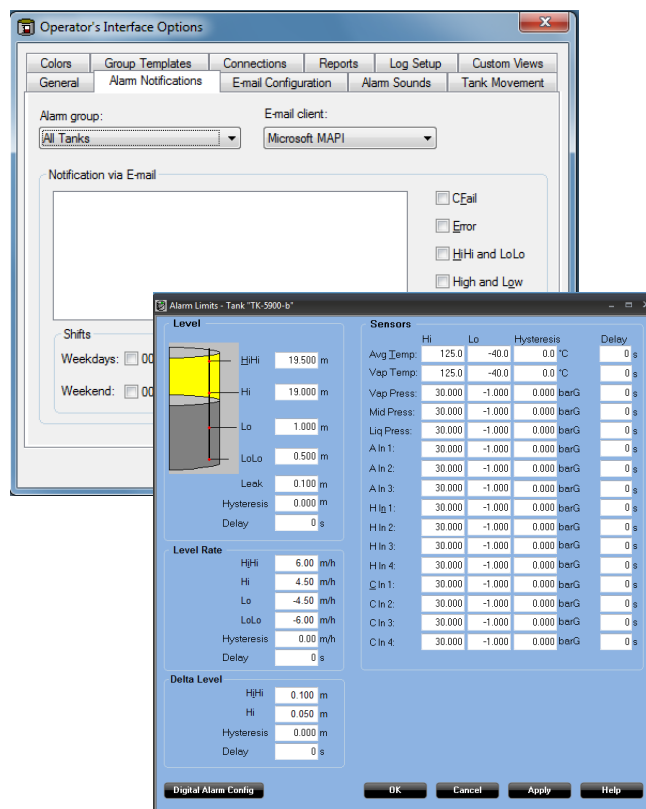 Operator's Interface Options
Colors Group Templates Connections Reports Log Setup Custom Views
General Alarm Notifications E-mail Configuration Alarm Sounds Tank Movement
Alarm group: E-mail client:
All Tanks Microsoft MAPI
Notification via E-mail
CFail
Error
HiHi and LoLo
High and Low
Shifts
Weekdays: 00
Weekend: 00
Alarm Limits - Tank "TK-5900-b"
Level
HiHi 19.500 m
Hi 19.000 m
Lo 1.000 m
LoLo 0.500 m
Leak 0.100 m
Hysteresis 0.000 m
Delay 0 s
Level Rate
HiHi 6.00 m/h
Hi 4.50 m/h
Lo -4.50 m/h
LoLo -6.00 m/h
Hysteresis 0.00 m/h
Delay 0 s
Delta Level
HiHi 0.100 m
Hi 0.050 m
Hysteresis 0.000 m
Delay 0 s
Sensors
Hi Lo Hysteresis Delay
Avg Temp: 125.0 -40.0 0.0 °C 0 s
Vap Temp: 125.0 -40.0 0.0 °C 0 s
Vap Press: 30.000 -1.000 0.000 barG 0 s
Mid Press: 30.000 -1.000 0.000 barG 0 s
Liq Press: 30.000 -1.000 0.000 barG 0 s
A In 1: 30.000 -1.000 0.000 barG 0 s
A In 2: 30.000 -1.000 0.000 barG 0 s
A In 3: 30.000 -1.000 0.000 barG 0 s
H In 1: 30.000 -1.000 0.000 barG 0 s
H In 2: 30.000 -1.000 0.000 barG 0 s
H In 3: 30.000 -1.000 0.000 barG 0 s
H In 4: 30.000 -1.000 0.000 barG 0 s
C In 1: 30.000 -1.000 0.000 barG 0 s
C In 2: 30.000 -1.000 0.000 barG 0 s
C In 3: 30.000 -1.000 0.000 barG 0 s
C In 4: 30.000 -1.000 0.000 barG 0 s
Digital Alarm Config OK Cancel Apply Help